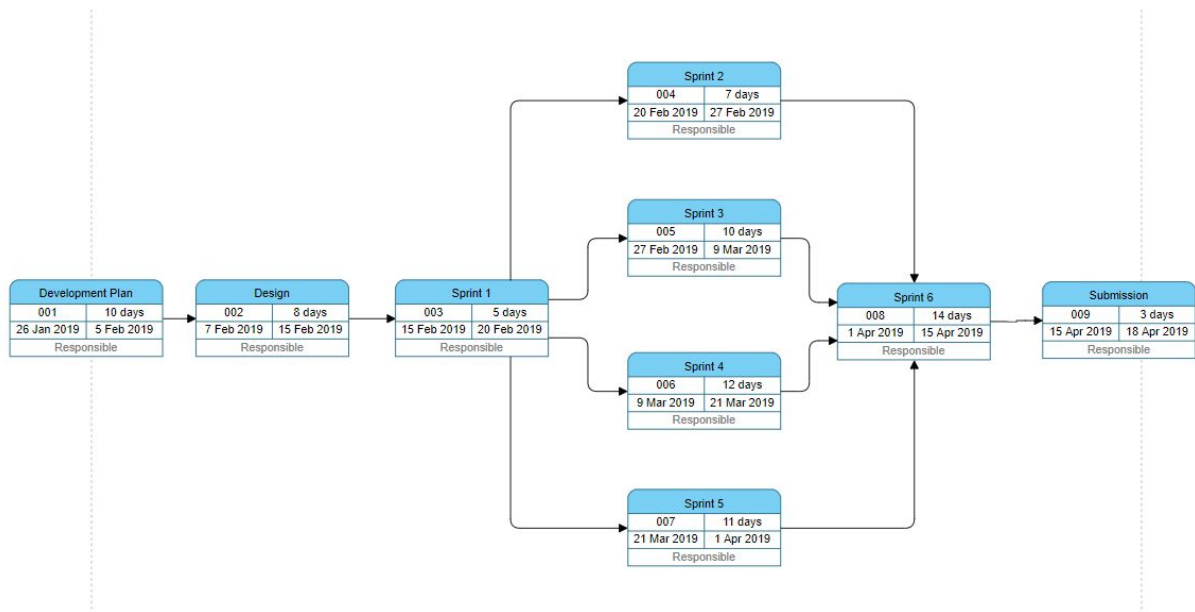 Development Plan
001 10 days
26 Jan 2019 5 Feb 2019
Responsible
Design
002 8 days
7 Feb 2019 15 Feb 2019
Responsible
Sprint 1
003 5 days
15 Feb 2019 20 Feb 2019
Responsible
Sprint 2
004 7 days
20 Feb 2019 27 Feb 2019
Responsible
Sprint 3
005 10 days
27 Feb 2019 9 Mar 2019
Responsible
Sprint 4
006 12 days
9 Mar 2019 21 Mar 2019
Responsible
Sprint 5
007 11 days
21 Mar 2019 1 Apr 2019
Responsible
Sprint 6
008 14 days
1 Apr 2019 15 Apr 2019
Responsible
Submission
009 3 days
15 Apr 2019 18 Apr 2019
Responsible